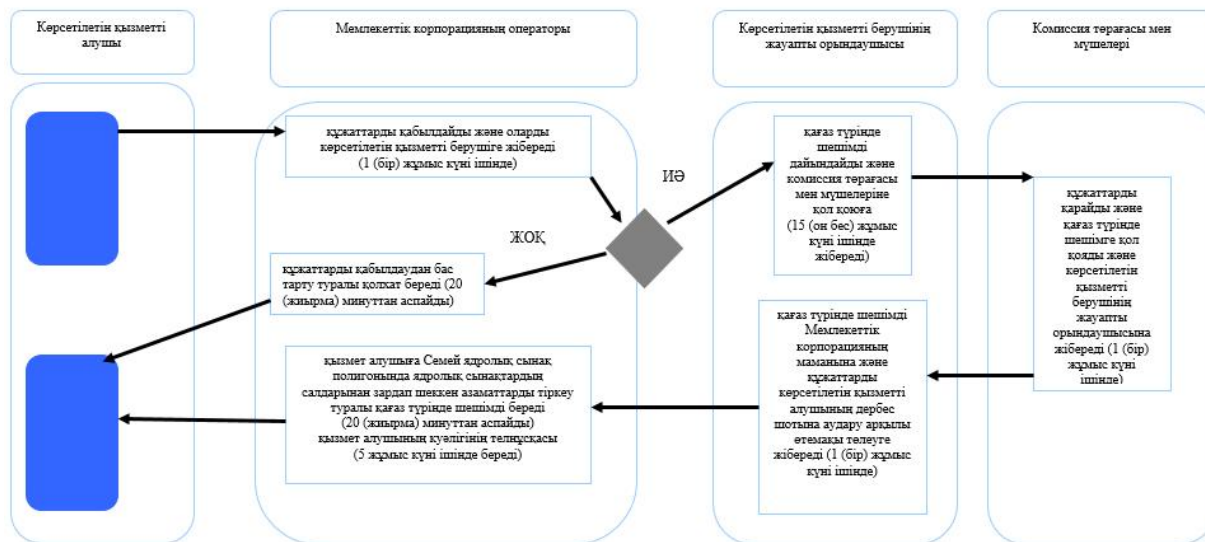 Көрсетілетін қызметті
алушы
Мемлекеттік корпорацияның операторы
Көрсетілетін қызметті берушінің
жауапты орындаушысы
Комиссия төрағасы мен
мүшелері
құжаттарды қабылдайды және оларды
көрсетілетін қызметті берушіге жібереді
(1 (бір) жұмыс күні ішінде)
ИӘ
ЖОҚ
құжаттарды қабылдаудан бас
тарту туралы қолхат береді (20
(жиырма) минуттан аспайды)
қызмет алушыға Семей ядролық сынақ
полигонында ядролық сынақтардың
салдарынан зардап шеккен азаматтарды тіркеу
туралы қағаз түрінде шешімді береді
(20 (жиырма) минуттан аспайды)
қызмет алушының куәлігінің телнұсқасы
(5 жұмыс күні ішінде береді)
қағаз түрінде
шешімді
дайындайды және
комиссия төрағасы
мен мүшелеріне
қол қоюға
(15 (он бес) жұмыс
күні ішінде
жібереді)
қағаз түрінде шешімді
Мемлекеттік
корпорацияның
маманына және
құжаттарды
көрсетілетін қызметті
алушының дербес
шотына аудару арқылы
өтемақы төлеуге
жібереді (1 (бір) жұмыс
күні ішінде)
құжаттарды
қарайды және
қағаз түрінде
шешімге қол
қояды және
көрсетілетін
қызметті
берушінің
жауапты
орындаушысына
жібереді (1 (бір)
жұмыс күні
ішінде)